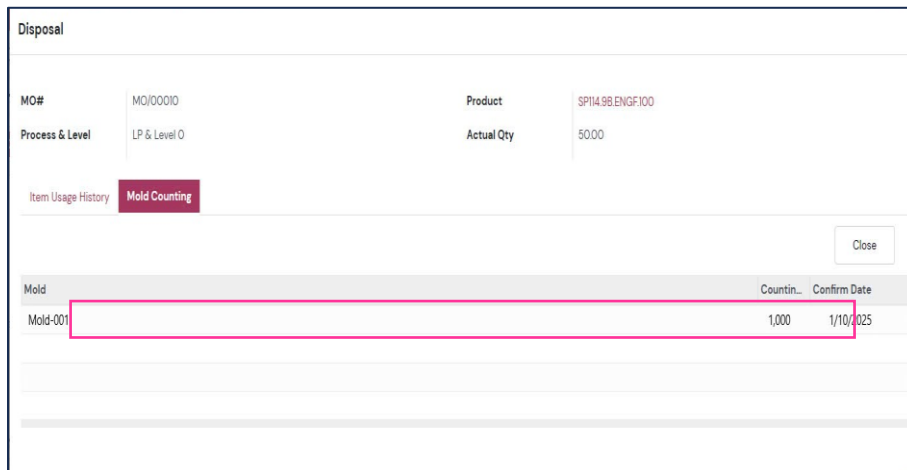 Disposal
MO# MO/00010 Product SP114.9B.ENGF.100
Process & Level LP & Level 0 Actual Qty 50.00
Item Usage History Mold Counting
Close
Mold Countin... Confirm Date
Mold-001 1,000 1/10/2025